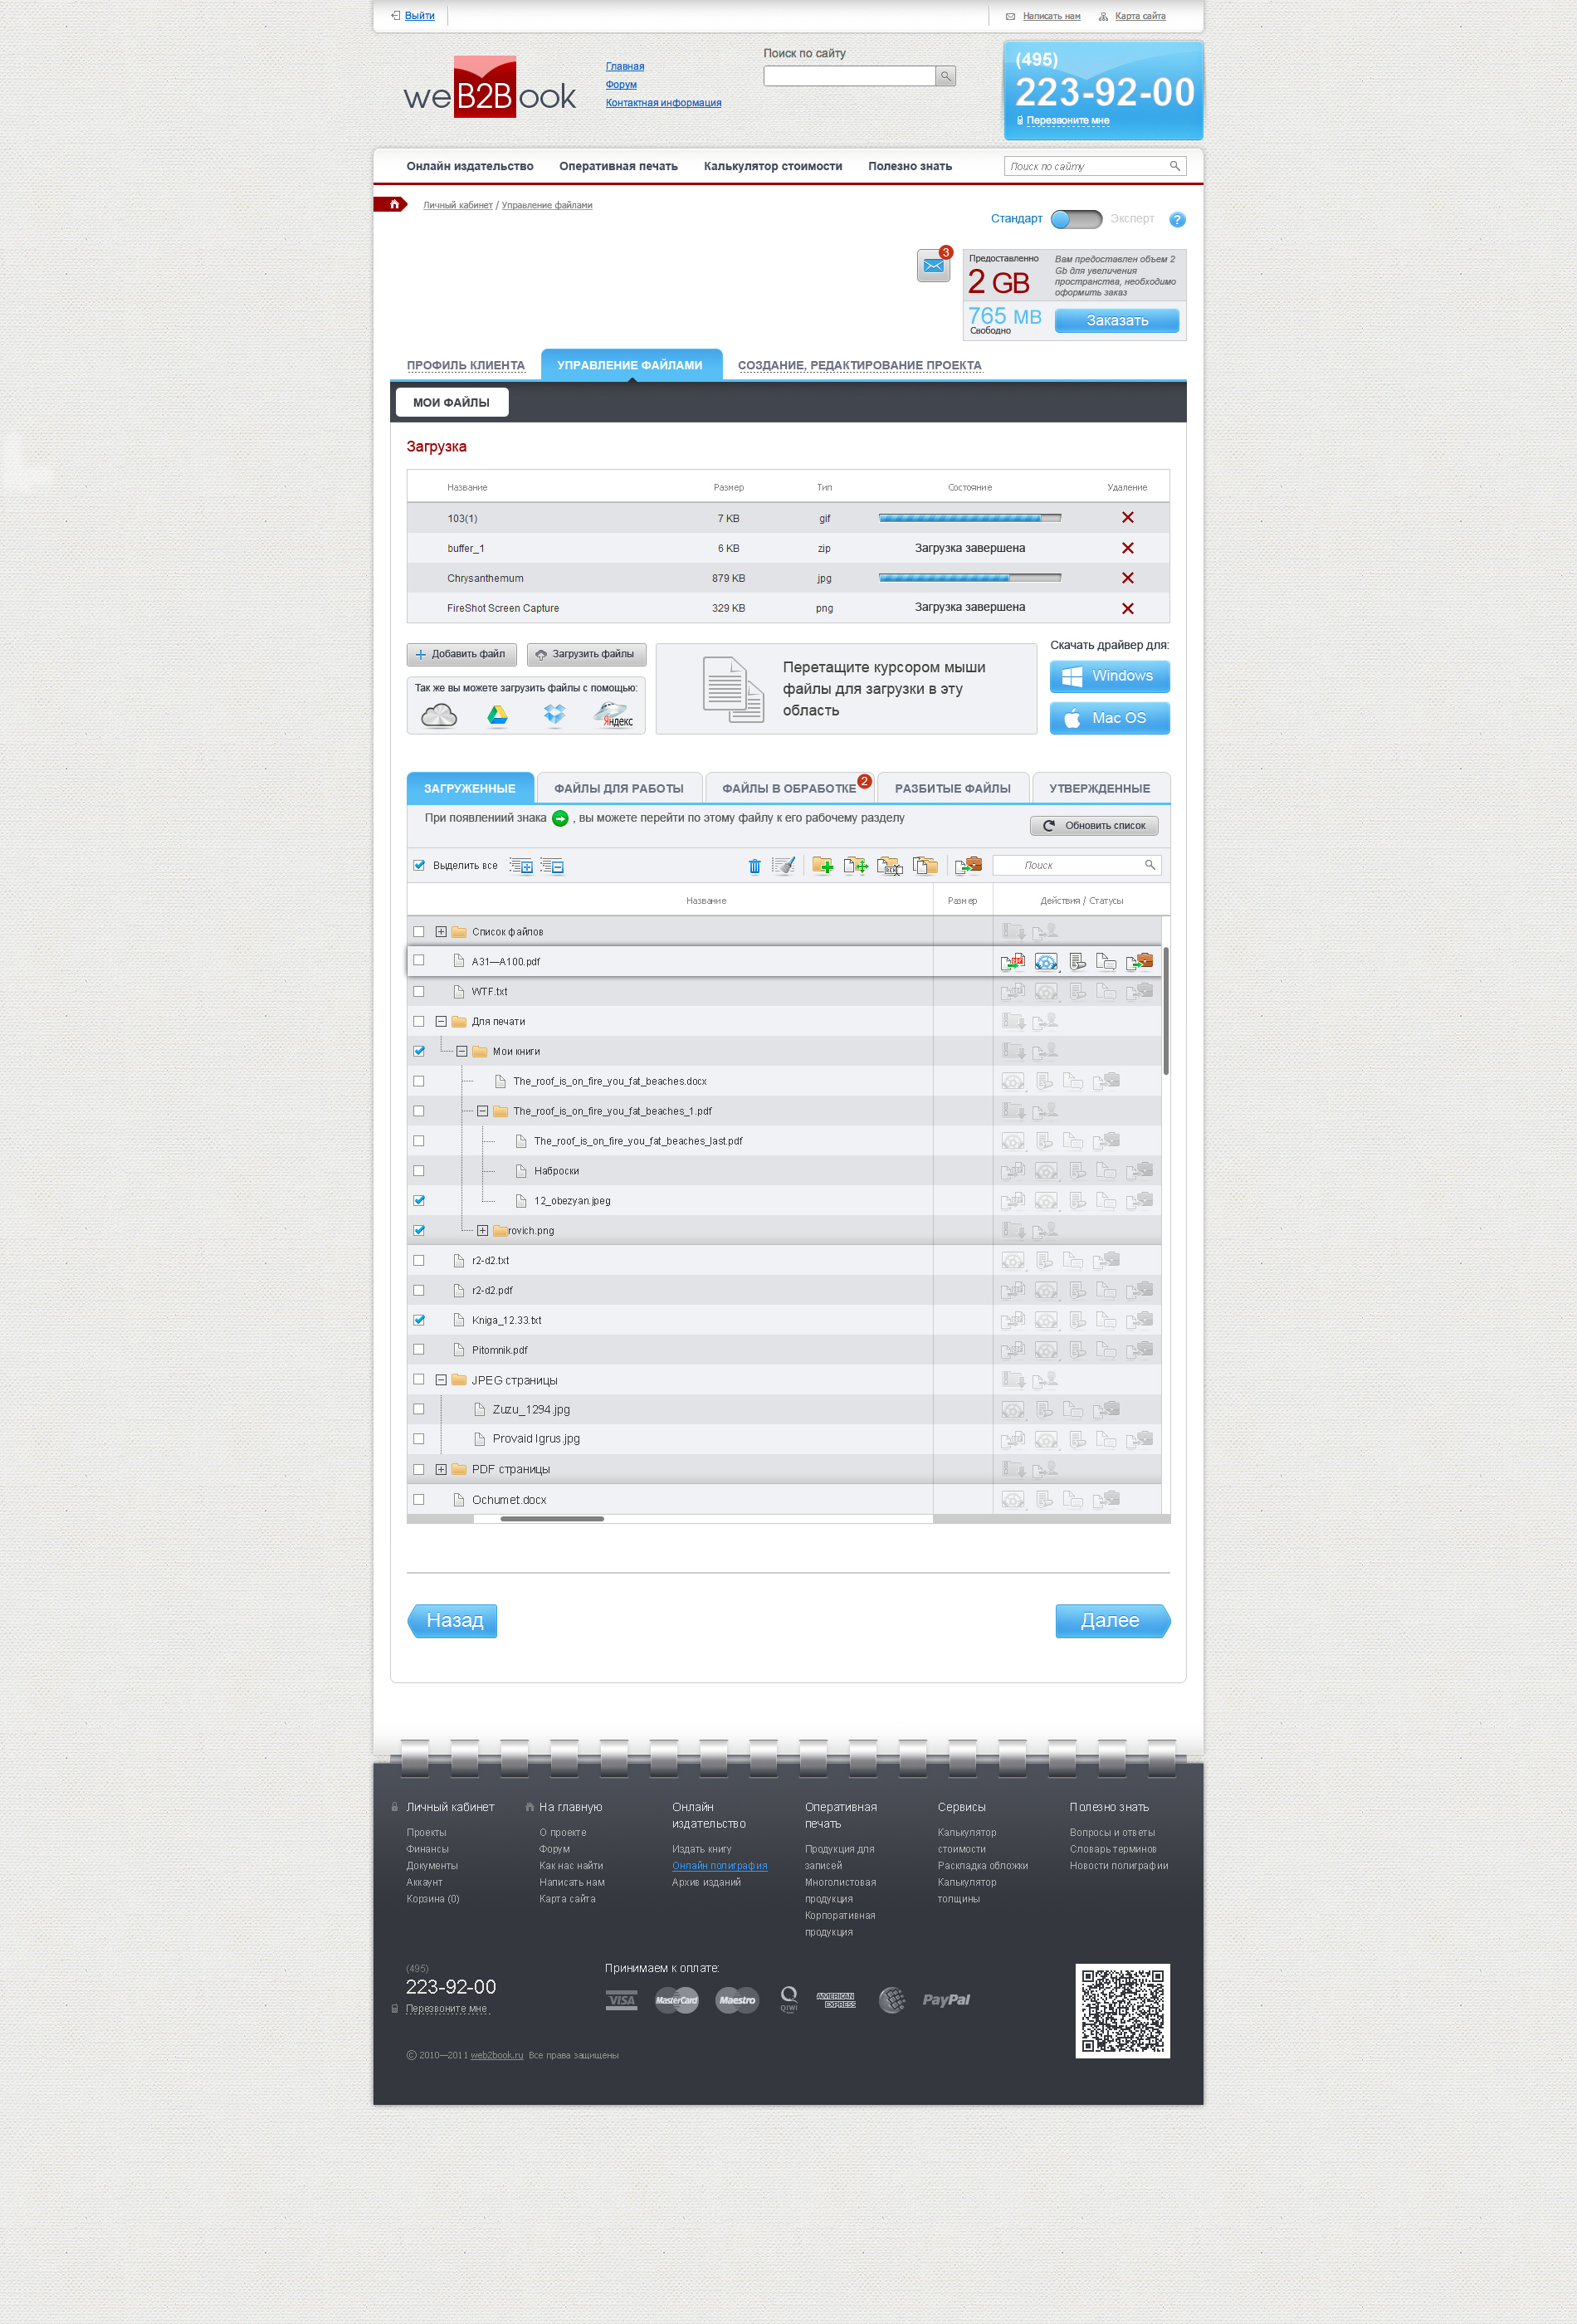 Выйти
Написать нам
Карта сайта
weB2Book
Главная
Форум
Контактная информация
Поиск по сайту
(495)
223-92-00
Перезвоните мне
Онлайн издательство
Оперативная печать
Калькулятор стоимости
Полезно знать
Поиск по сайту
Личный кабинет / Управление файлами
Стандарт
Эксперт
?
3
Предоставленно
2 GB
Вам предоставлен объем 2
Gb для увеличения
пространства, необходимо
оформить заказ
765 MB
Свободно
Заказать
ПРОФИЛЬ КЛИЕНТА
УПРАВЛЕНИЕ ФАЙЛАМИ
СОЗДАНИЕ, РЕДАКТИРОВАНИЕ ПРОЕКТА
МОИ ФАЙЛЫ
Загрузка
Название Размер Тип Состояние Удаление
103(1) 7 KB gif
buffer_1 6 KB zip Загрузка завершена
Chrysanthemum 879 KB jpg
FireShot Screen Capture 329 KB png Загрузка завершена
Добавить файл
Загрузить файлы
Так же вы можете загрузить файлы с помощью:
Яндекс
Перетащите курсором мыши
файлы для загрузки в эту
область
Скачать драйвер для:
Windows
Mac OS
ЗАГРУЖЕННЫЕ
ФАЙЛЫ ДЛЯ РАБОТЫ
ФАЙЛЫ В ОБРАБОТКЕ
2
РАЗБИТЫЕ ФАЙЛЫ
УТВЕРЖДЕННЫЕ
При появлениии знака , вы можете перейти по этому файлу к его рабочему разделу
Обновить список
Выделить все
Поиск
Название Размер Действия / Статусы
Список файлов
A31—A100.pdf
WTF.txt
Для печати
Мои книги
The_roof_is_on_fire_you_fat_beaches.docx
The_roof_is_on_fire_you_fat_beaches_1.pdf
The_roof_is_on_fire_you_fat_beaches_last.pdf
Наброски
12_obezyan.jpeg
rovich.png
r2-d2.txt
r2-d2.pdf
Kniga_12.33.txt
Pitomnik.pdf
JPEG страницы
Zuzu_1294.jpg
Provaid Igrus.jpg
PDF страницы
Ochumet.docx
Назад
Далее
Личный кабинет
Проекты
Финансы
Документы
Аккаунт
Корзина (0)
На главную
О проекте
Форум
Как нас найти
Написать нам
Карта сайта
Онлайн
издательство
Издать книгу
Онлайн полиграфия
Архив изданий
Оперативная
печать
Продукция для
записей
Многолистовая
продукция
Корпоративная
продукция
Сервисы
Калькулятор
стоимости
Раскладка обложки
Калькулятор
толщины
Полезно знать
Вопросы и ответы
Словарь терминов
Новости полиграфии
(495)
223-92-00
Перезвоните мне
Принимаем к оплате:
VISA
MasterCard
Maestro
QIWI
AMERICAN
EXPRESS
PayPal
© 2010—2011 web2book.ru Все права защищены